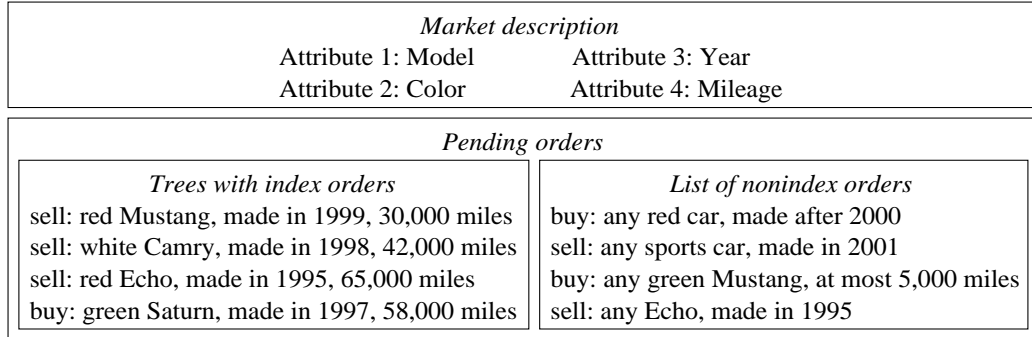 Market description
Attribute 1: Model Attribute 3: Year
Attribute 2: Color Attribute 4: Mileage
Pending orders
Trees with index orders
sell: red Mustang, made in 1999, 30,000 miles
sell: white Camry, made in 1998, 42,000 miles
sell: red Echo, made in 1995, 65,000 miles
buy: green Saturn, made in 1997, 58,000 miles
List of nonindex orders
buy: any red car, made after 2000
sell: any sports car, made in 2001
buy: any green Mustang, at most 5,000 miles
sell: any Echo, made in 1995